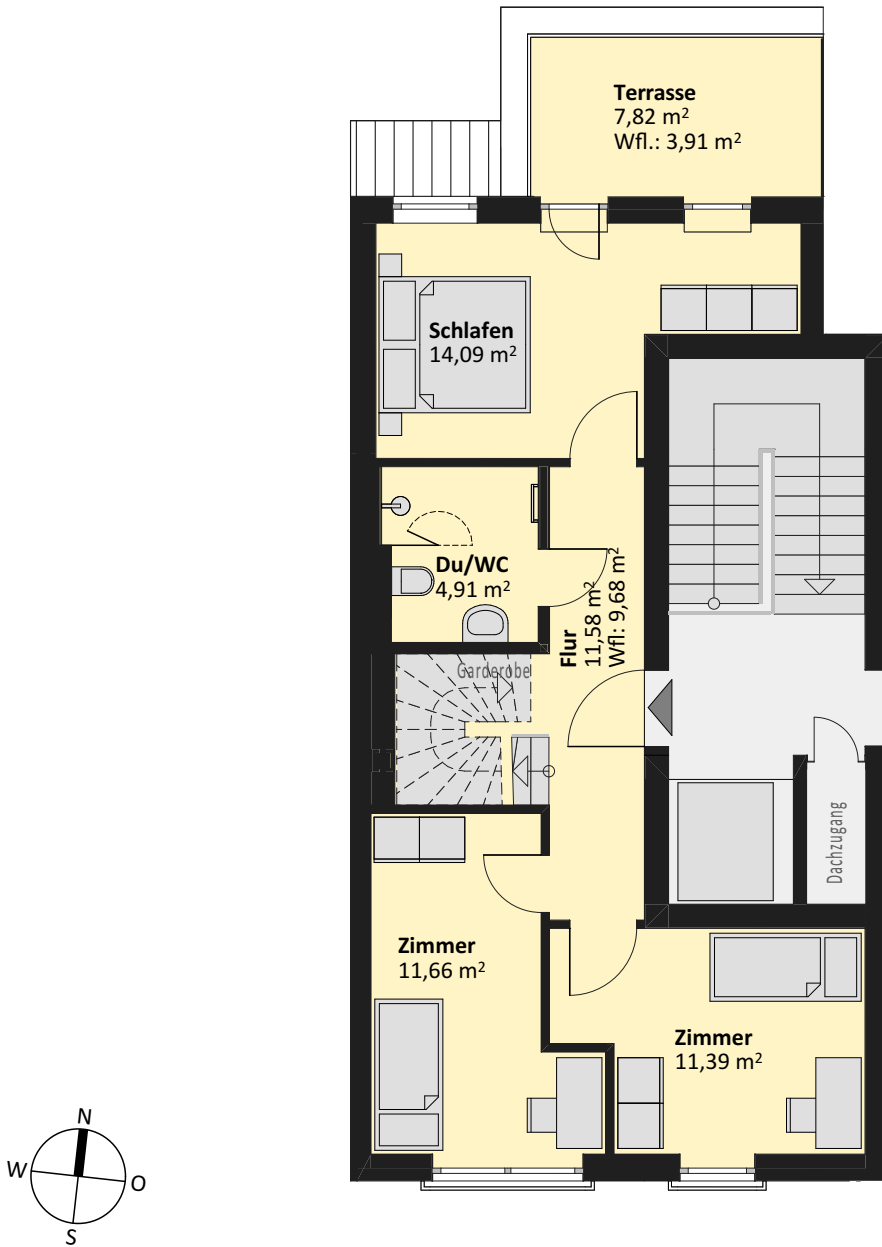 Terrasse
7,82 m²
Wfl.: 3,91 m²
Schlafen
14,09 m²
Du/WC
4,91 m²
Flur
11,58 m²
Wfl: 9,68 m²
Garderobe
Dachzugang
Zimmer
11,66 m²
Zimmer
11,39 m²
N
W
O
S